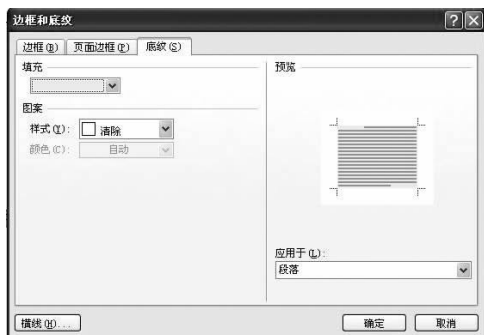 边框和底纹
边框(B) 页面边框(P) 底纹(S)
填充
预览
图案
样式(Y): 清除
颜色(C): 自动
应用于(L):
段落
横线(H)... 确定 取消